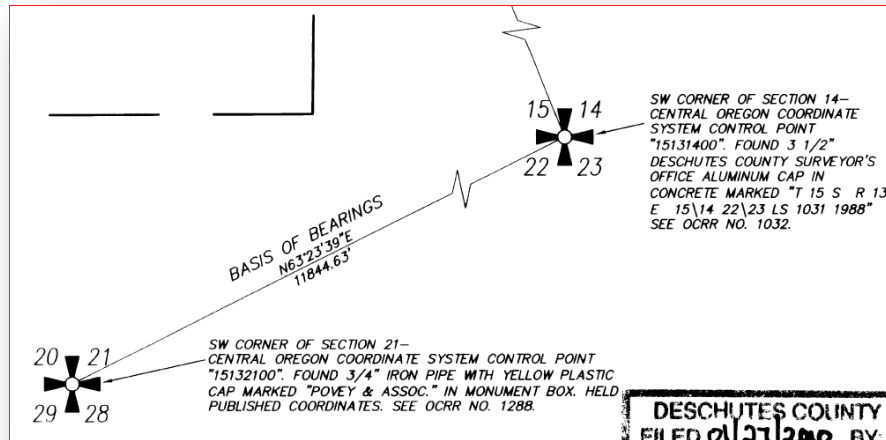 15 14
22 23
SW CORNER OF SECTION 14–
CENTRAL OREGON COORDINATE
SYSTEM CONTROL POINT
"15131400". FOUND 3 1/2"
DESCHUTES COUNTY SURVEYOR'S
OFFICE ALUMINUM CAP IN
CONCRETE MARKED "T 15 S R 13
E 15\14 22\23 LS 1031 1988"
SEE OCRR NO. 1032.
BASIS OF BEARINGS
N63°23'39"E
11844.63'
20 21
29 28
SW CORNER OF SECTION 21–
CENTRAL OREGON COORDINATE SYSTEM CONTROL POINT
"15132100". FOUND 3/4" IRON PIPE WITH YELLOW PLASTIC
CAP MARKED "POVEY & ASSOC." IN MONUMENT BOX. HELD
PUBLISHED COORDINATES. SEE OCRR NO. 1288.
DESCHUTES COUNTY
FILED BY: